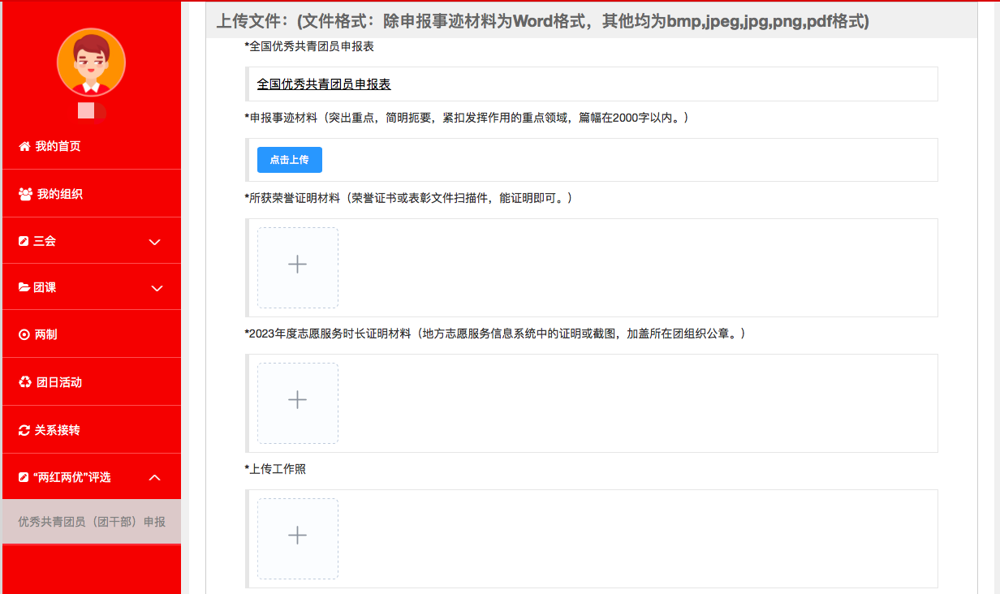 我的首页
我的组织
三会
团课
两制
团日活动
关系接转
“两红两优”评选
优秀共青团员（团干部）申报
上传文件：(文件格式：除申报事迹材料为Word格式，其他均为bmp,jpeg,jpg,png,pdf格式)
*全国优秀共青团员申报表
全国优秀共青团员申报表
*申报事迹材料（突出重点，简明扼要，紧扣发挥作用的重点领域，篇幅在2000字以内。）
点击上传
*所获荣誉证明材料（荣誉证书或表彰文件扫描件，能证明即可。）
*2023年度志愿服务时长证明材料（地方志愿服务信息系统中的证明或截图，加盖所在团组织公章。）
*上传工作照